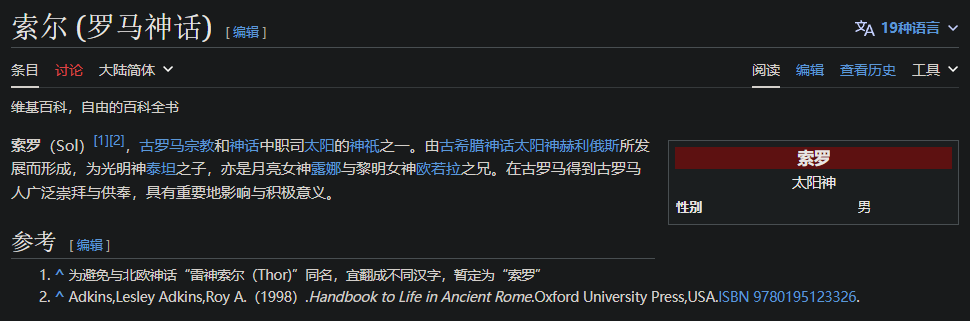 索尔 (罗马神话) [编辑]
19种语言
条目 讨论 大陆简体
阅读 编辑 查看历史 工具
维基百科，自由的百科全书
索罗（Sol）[1][2]，古罗马宗教和神话中职司太阳的神祇之一。由古希腊神话太阳神赫利俄斯所发
展而形成，为光明神泰坦之子，亦是月亮女神露娜与黎明女神欧若拉之兄。在古罗马得到古罗马
人广泛崇拜与供奉，具有重要地影响与积极意义。
索罗
太阳神
性别 男
参考 [编辑]
1. ^ 为避免与北欧神话“雷神索尔（Thor)”同名，宜翻成不同汉字，暂定为“索罗”
2. ^ Adkins,Lesley Adkins,Roy A.（1998）.Handbook to Life in Ancient Rome.Oxford University Press,USA.ISBN 9780195123326.